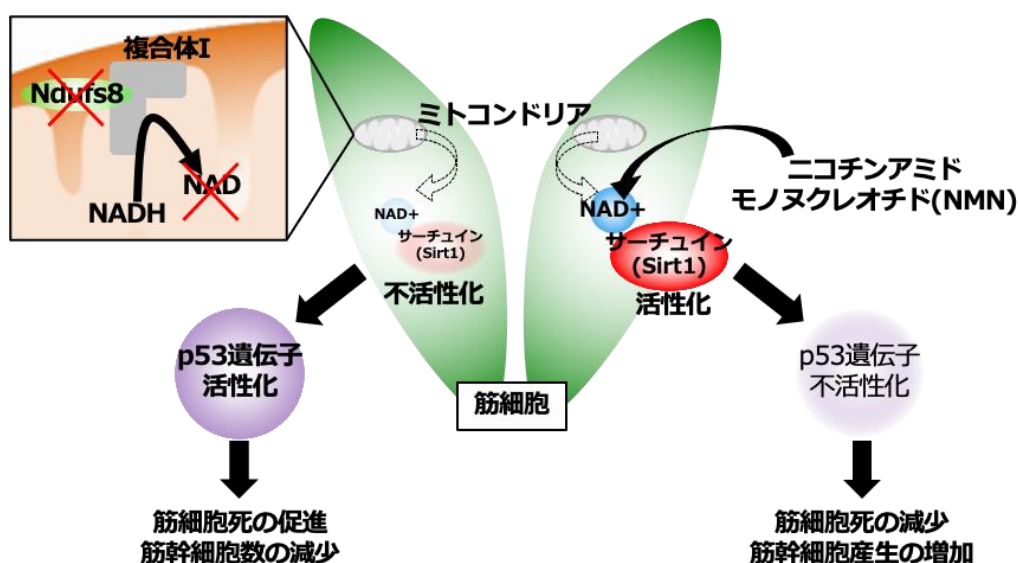 複合体I
Ndufs8
NAD
NADH
ミトコンドリア
NAD+
サーチュイン
(Sirt1)
不活性化
NAD+
サーチュイン
(Sirt1)
活性化
ニコチンアミド
モノヌクレオチド(NMN)
p53遺伝子
活性化
筋細胞
p53遺伝子
不活性化
筋細胞死の促進
筋幹細胞数の減少
筋細胞死の減少
筋幹細胞産生の増加